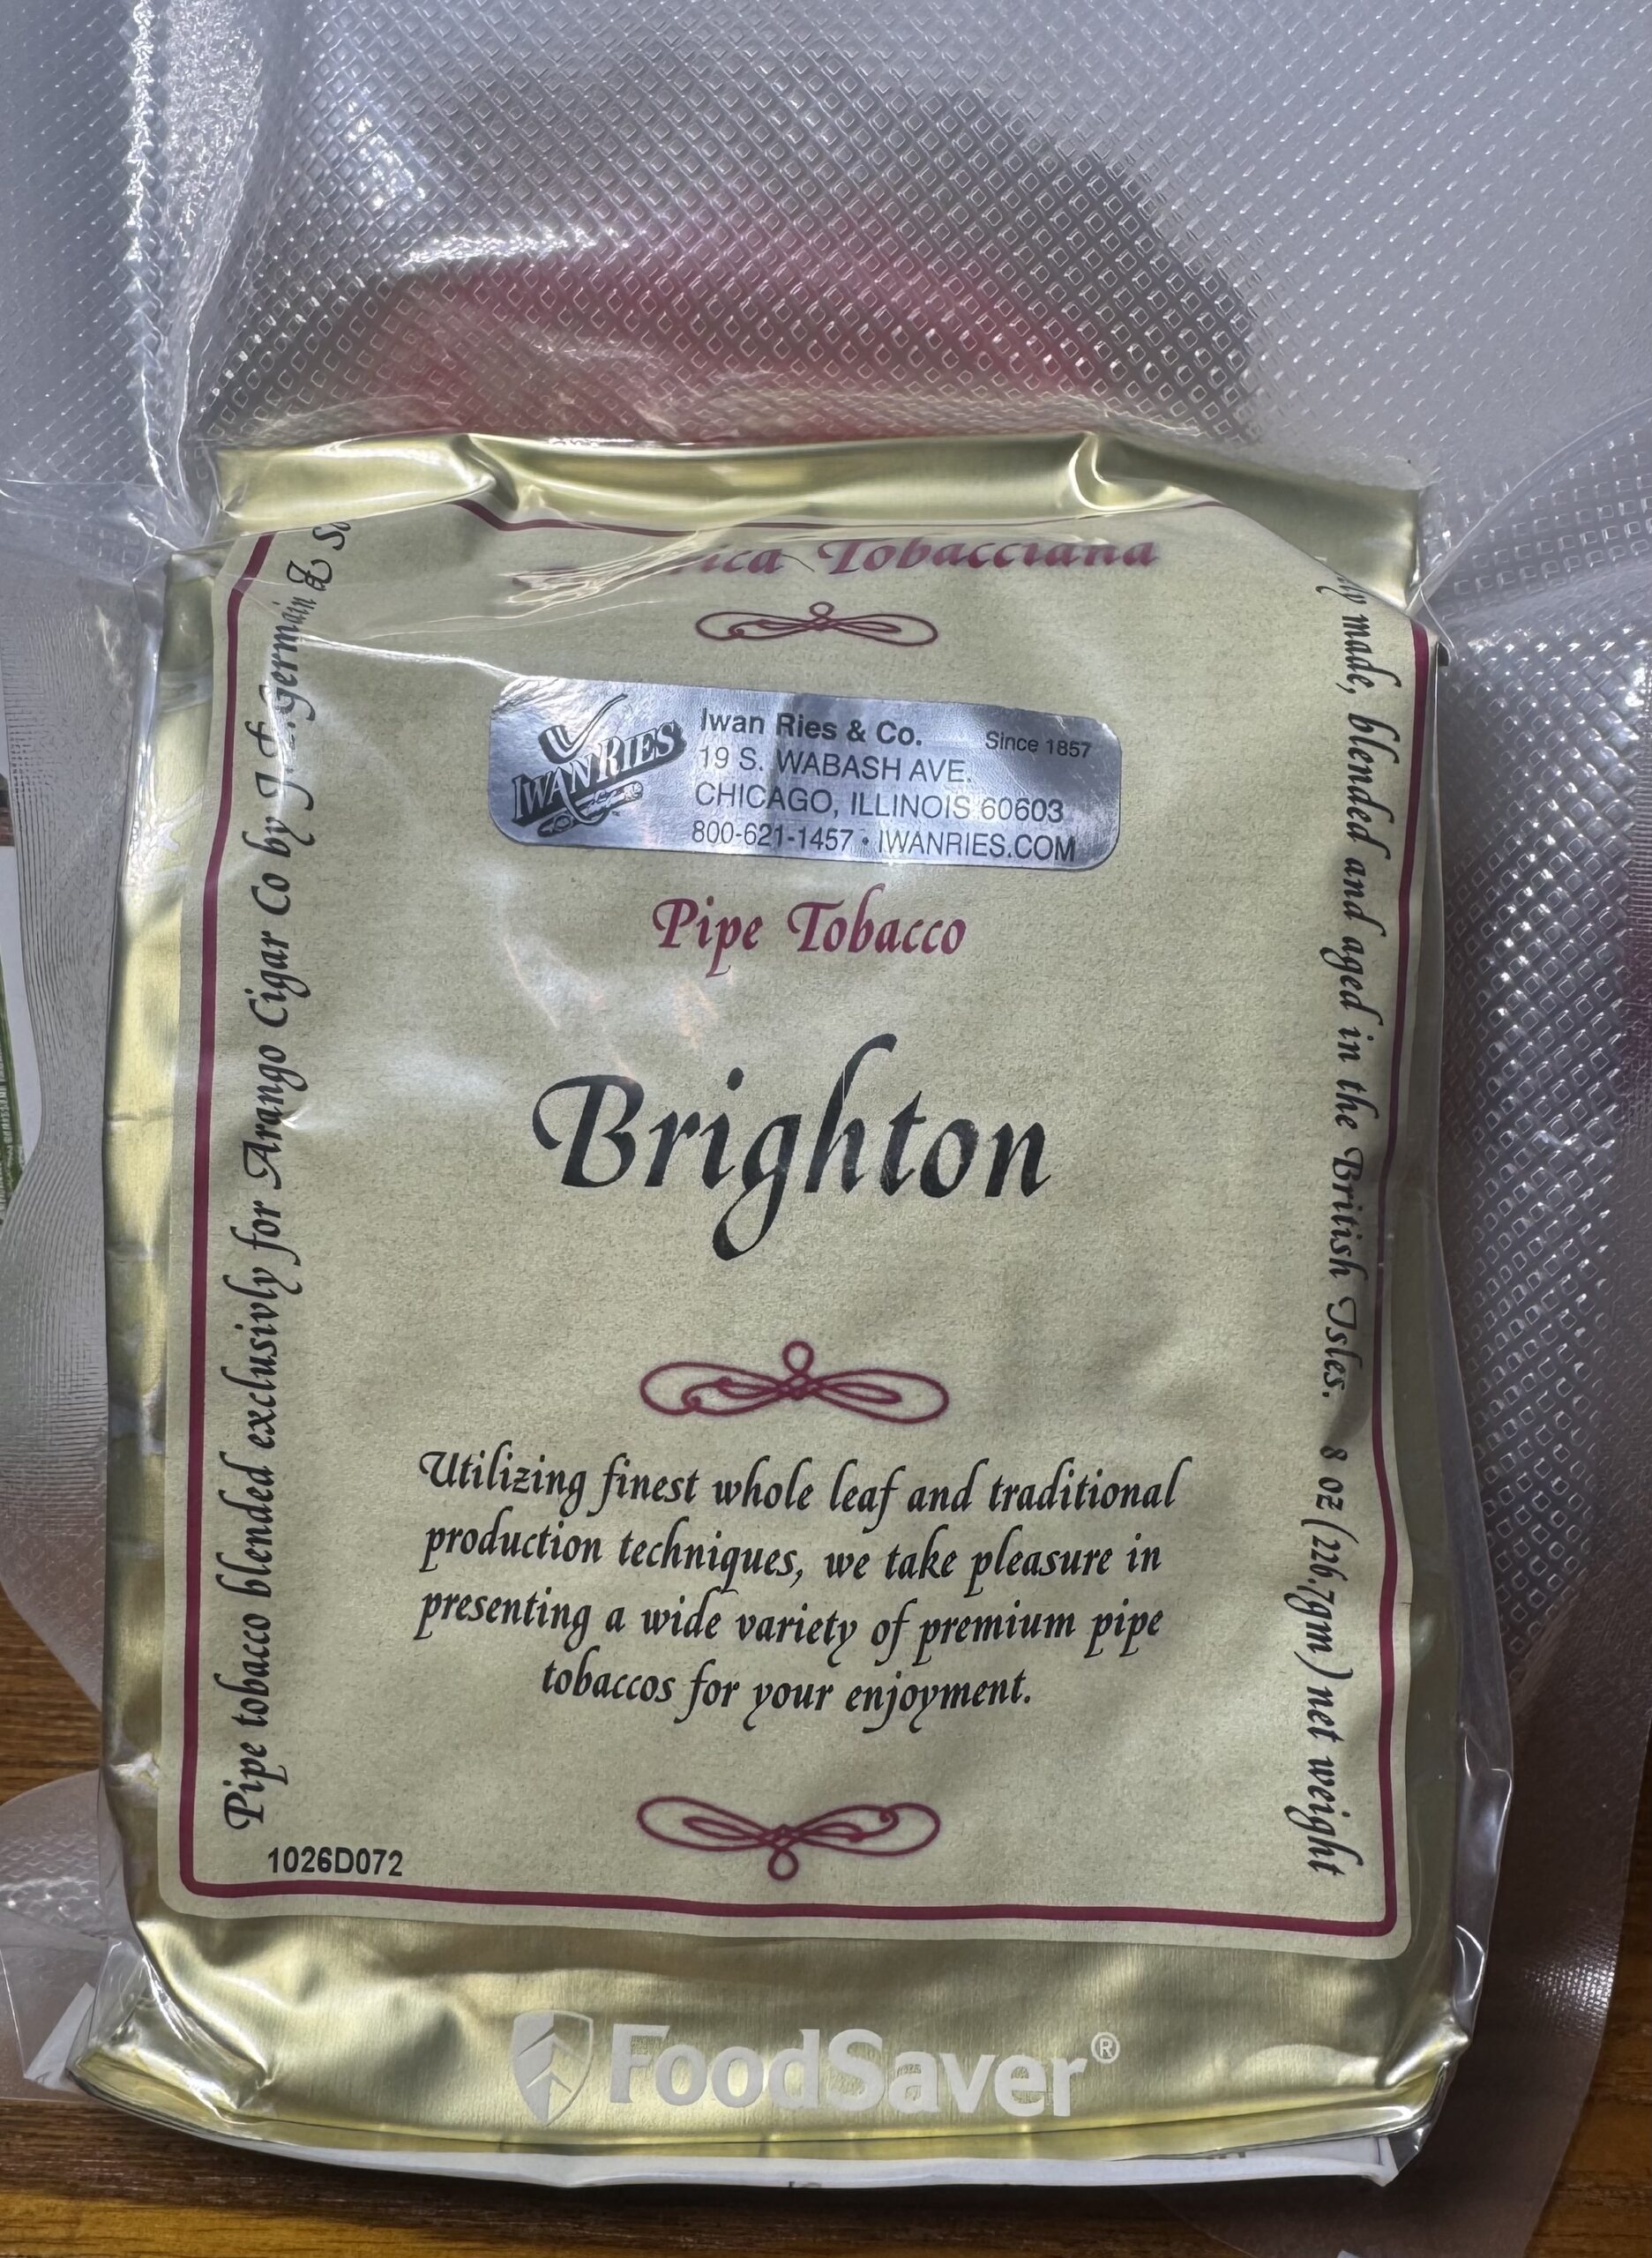 Tobacciana
IWAN RIES
Iwan Ries & Co. Since 1857
19 S. WABASH AVE.
CHICAGO, ILLINOIS 60603
800-621-1457 • IWANRIES.COM
Pipe Tobacco
Brighton
Utilizing finest whole leaf and traditional
production techniques, we take pleasure in
presenting a wide variety of premium pipe
tobaccos for your enjoyment.
Pipe tobacco blended exclusivly for Arango Cigar Co by J.F.Germain &
made, blended and aged in the British Isles. 8 oz (226.7gm) net weight
1026D072
FoodSaver®